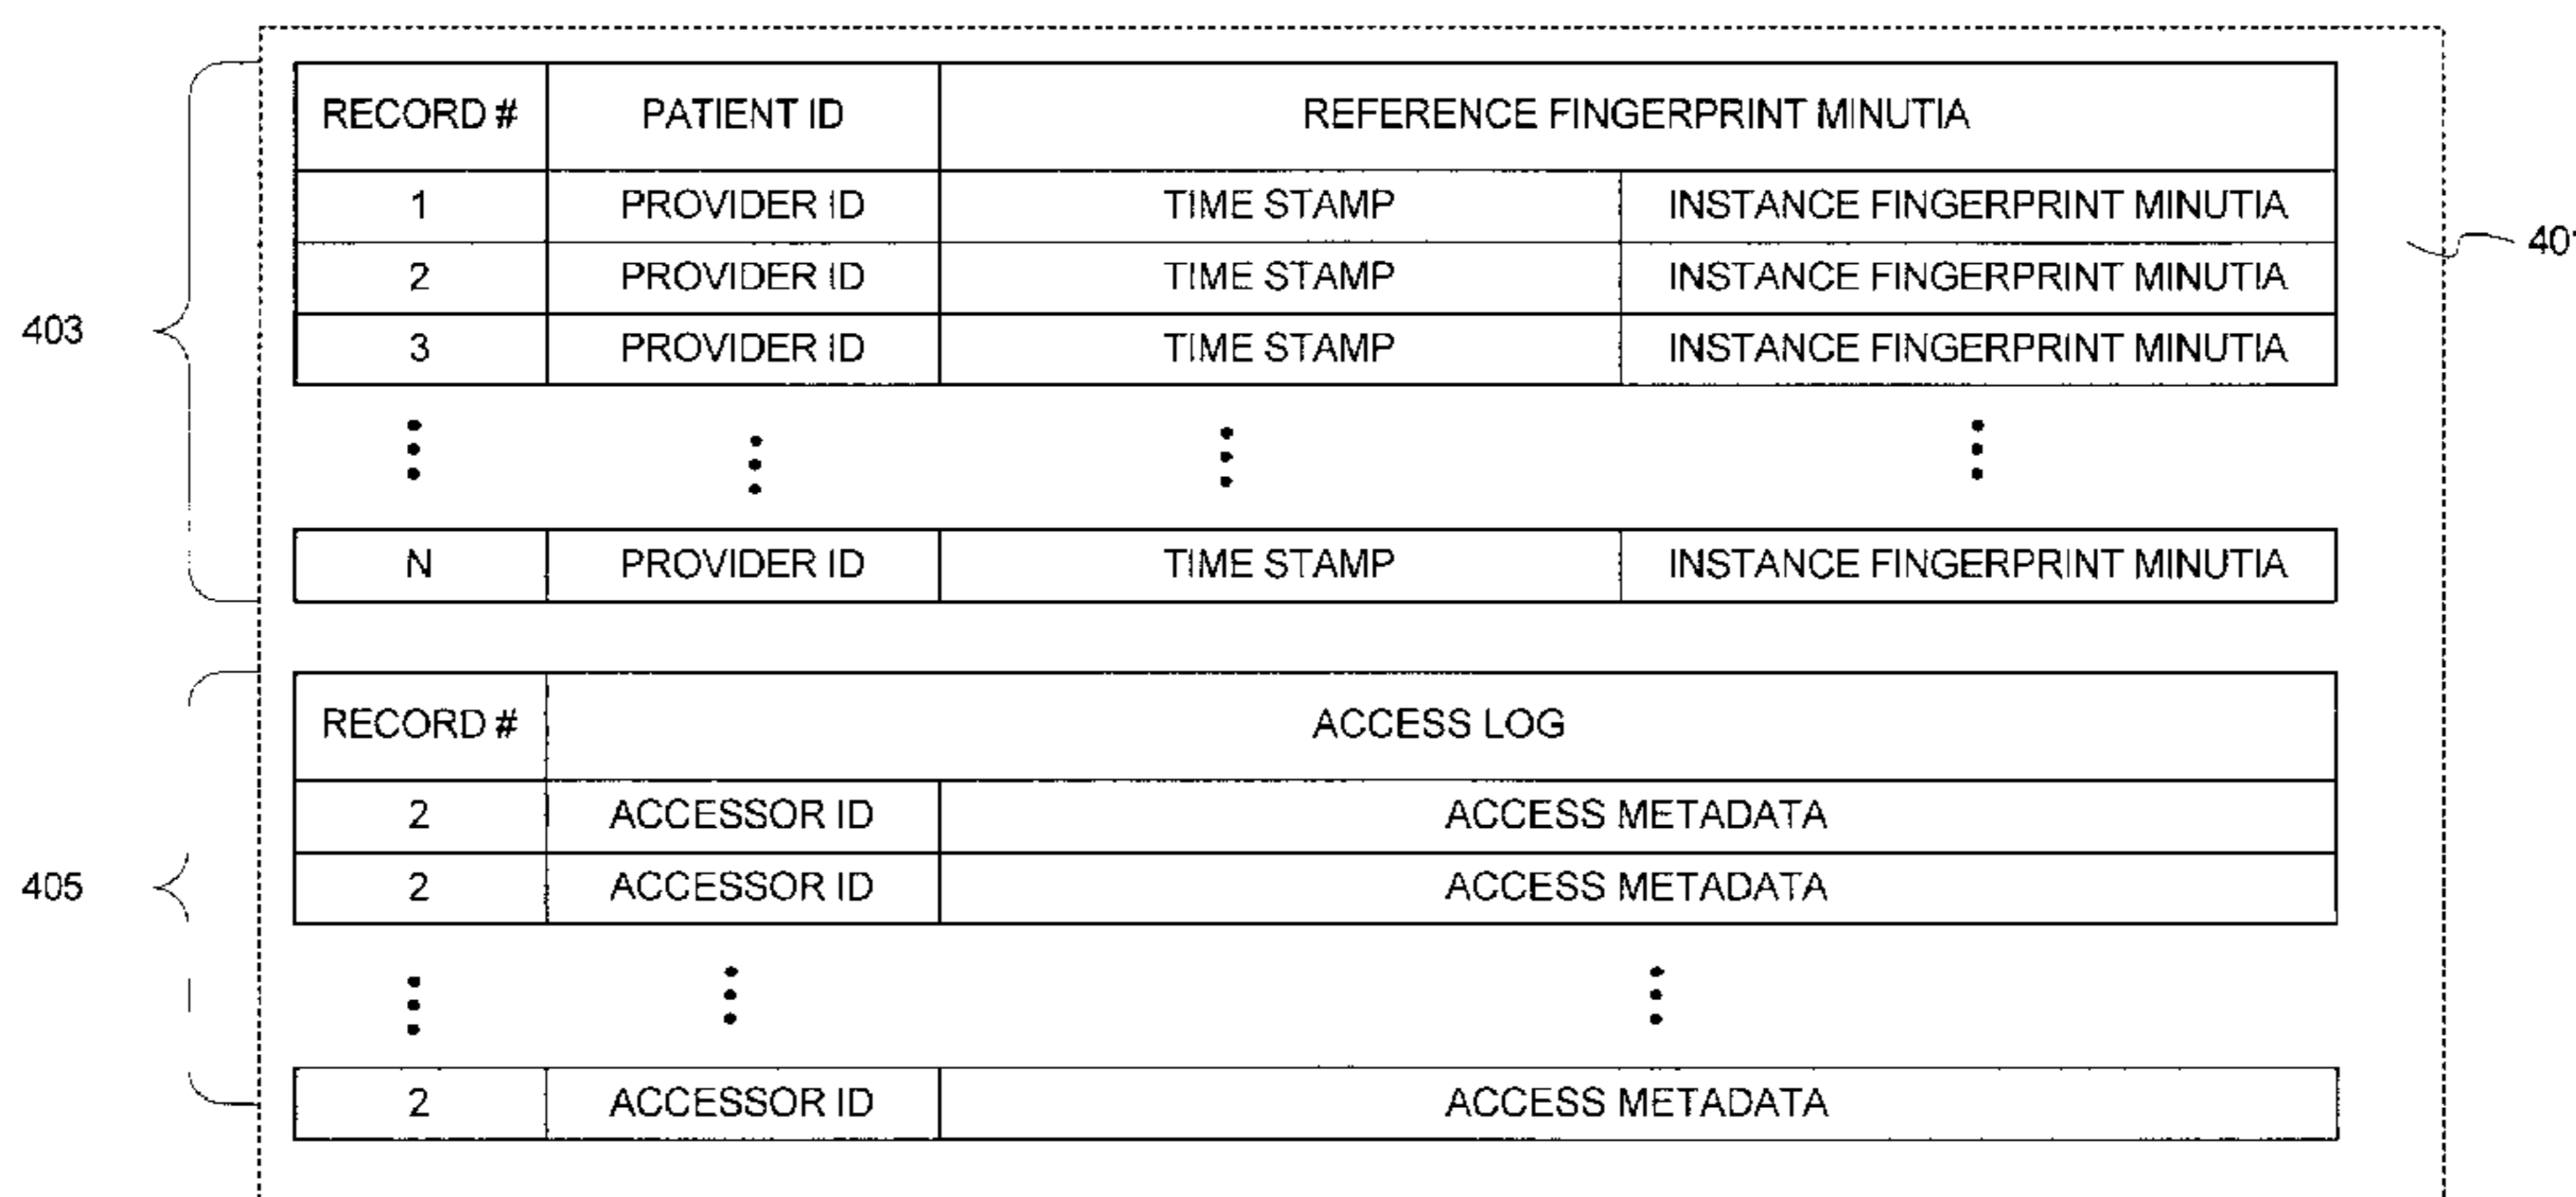 RECORD # PATIENT ID REFERENCE FINGERPRINT MINUTIA
1 PROVIDER ID TIME STAMP INSTANCE FINGERPRINT MINUTIA
2 PROVIDER ID TIME STAMP INSTANCE FINGERPRINT MINUTIA
403
3 PROVIDER ID TIME STAMP INSTANCE FINGERPRINT MINUTIA
N PROVIDER ID TIME STAMP INSTANCE FINGERPRINT MINUTIA
RECORD # ACCESS LOG
2 ACCESSOR ID ACCESS METADATA
405
2 ACCESSOR ID ACCESS METADATA
2 ACCESSOR ID ACCESS METADATA